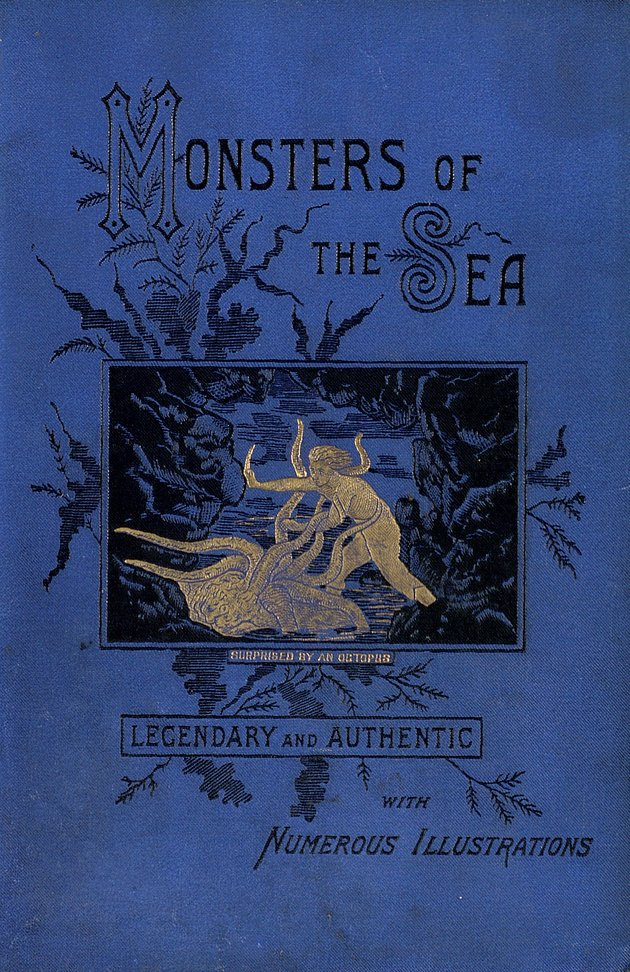 MONSTERS OF
THE SEA
SURPRISED BY AN OCTOPUS
LEGENDARY AND AUTHENTIC
WITH
NUMEROUS ILLUSTRATIONS